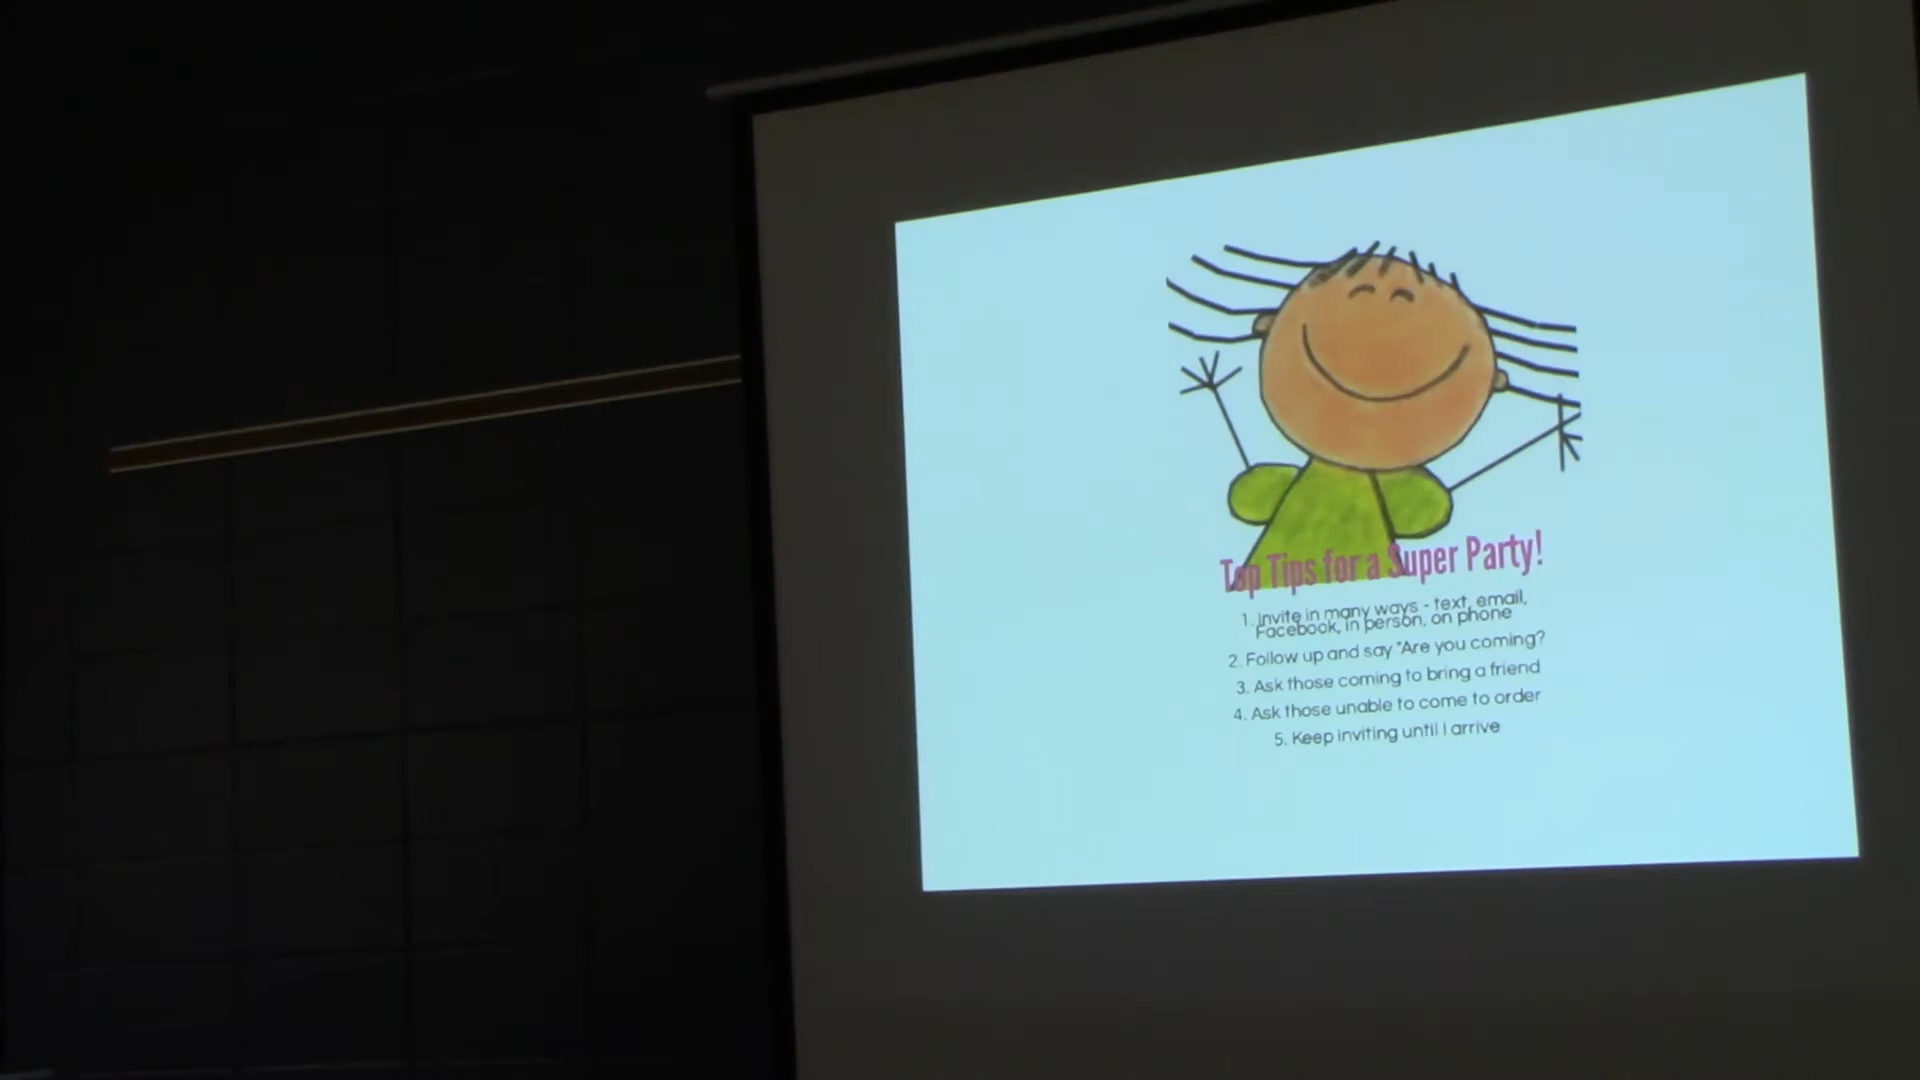 Top Tips for a Super Party!
1. Invite in many ways - text, email,
Facebook, in person, on phone
2. Follow up and say "Are you coming?
3. Ask those coming to bring a friend
4. Ask those unable to come to order
5. Keep inviting until I arrive